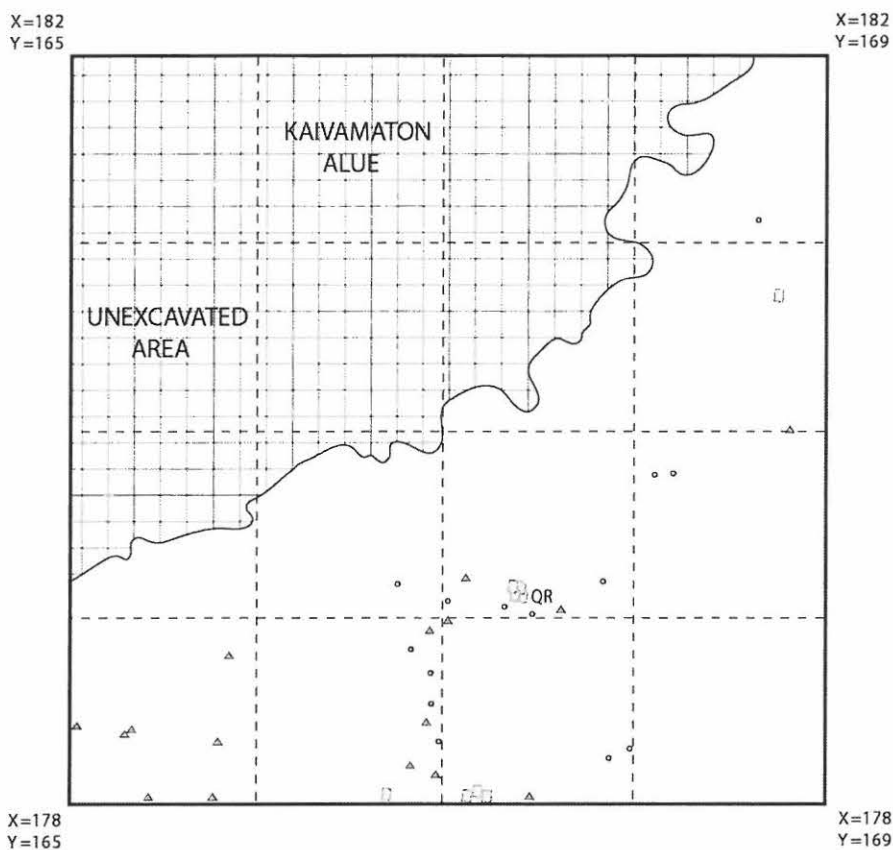 X=182
Y=165
X=182
Y=169
KAIVAMATON
ALUE
UNEXCAVATED
AREA
QR
X=178
Y=165
X=178
Y=169